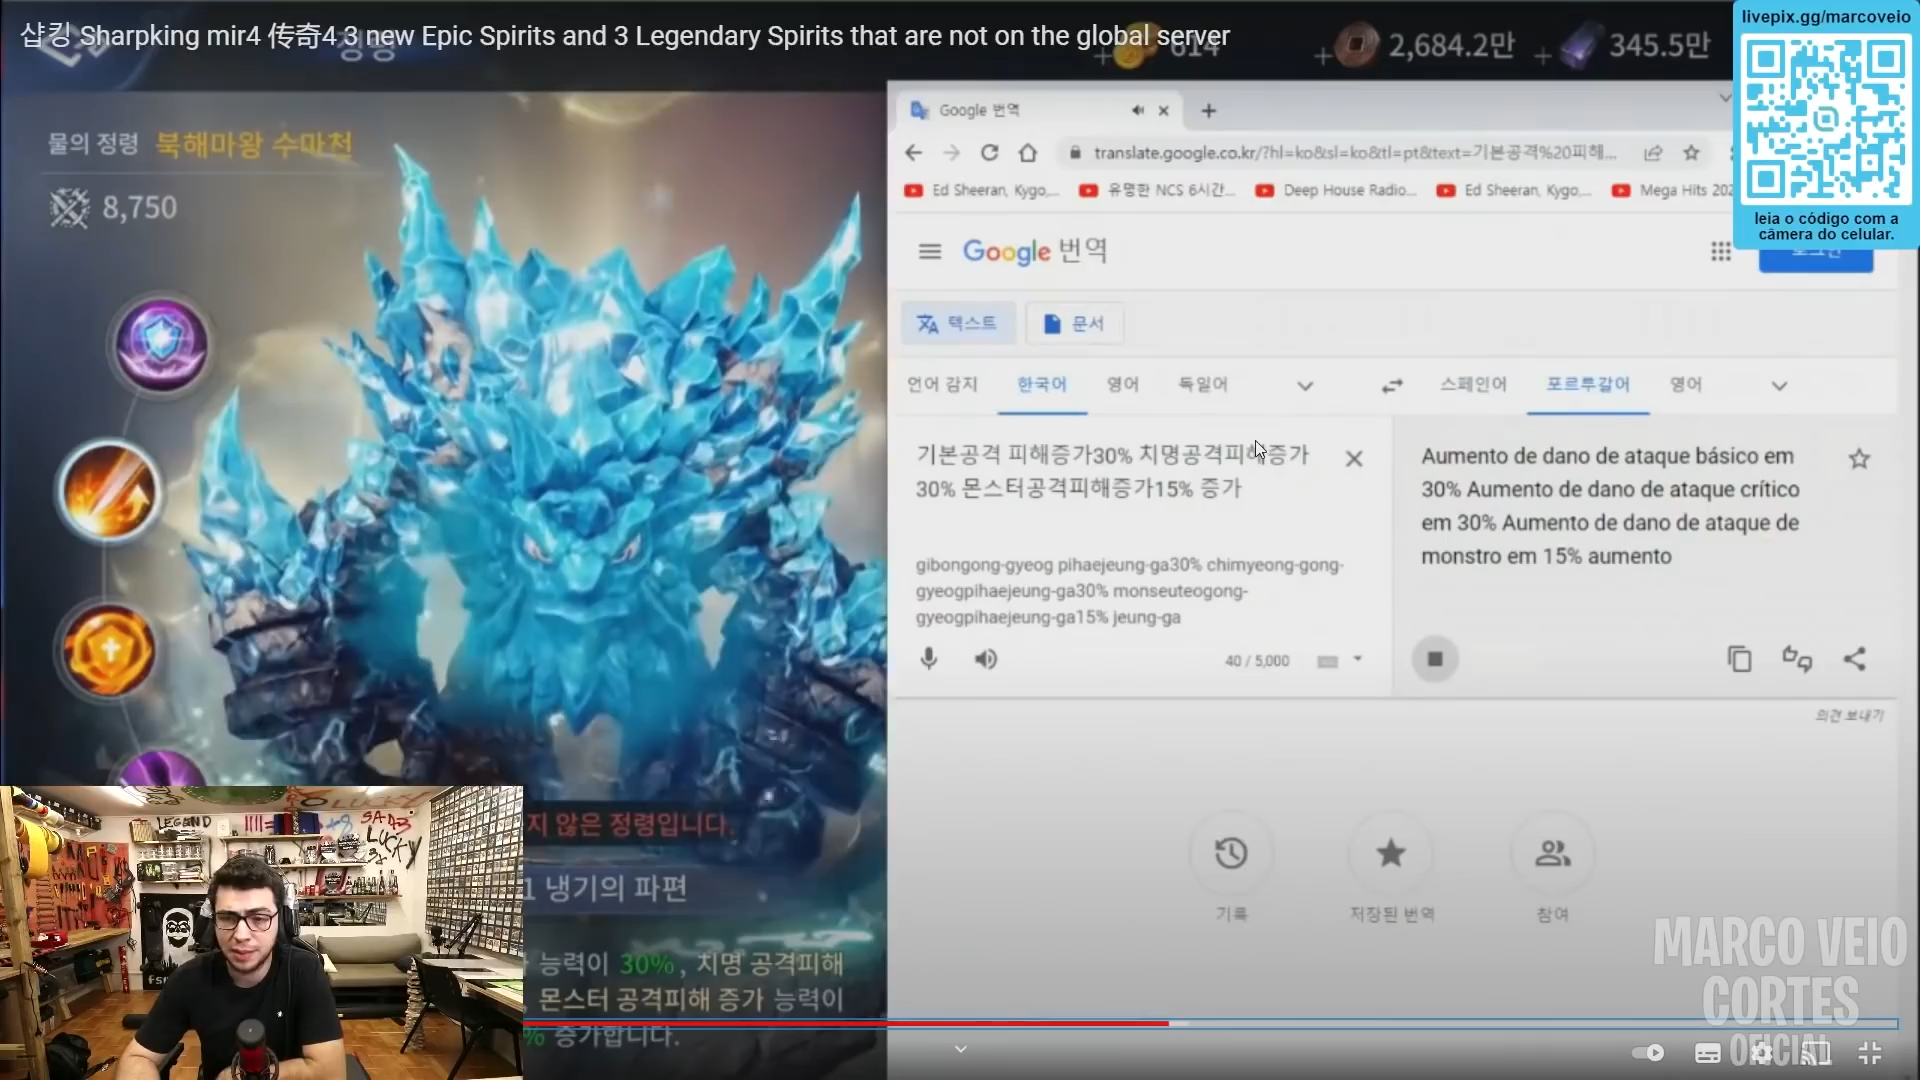 샵킹 Sharpking mir4 传奇4 3 new Epic Spirits and 3 Legendary Spirits that are not on the global server
614
2,684.2만
345.5만
livepix.gg/marcoveio
leia o código com a
câmera do celular.
물의 정령 북해마왕 수마천
8,750
Google 번역
translate.google.co.kr/?hl=ko&sl=ko&tl=pt&text=기본공격%20피해...
Ed Sheeran, Kygo,...
유명한 NCS 6시간...
Deep House Radio...
Ed Sheeran, Kygo,...
Mega Hits 202
Google 번역
로그인
텍스트
문서
언어 감지
한국어
영어
독일어
스페인어
포르투갈어
영어
기본공격 피해증가30% 치명공격피해증가
30% 몬스터공격피해증가15% 증가
gibongong-gyeog pihaejeung-ga30% chimyeong-gong-
gyeogpihaejeung-ga30% monseuteogong-
gyeogpihaejeung-ga15% jeung-ga
40 / 5,000
Aumento de dano de ataque básico em
30% Aumento de dano de ataque crítico
em 30% Aumento de dano de ataque de
monstro em 15% aumento
의견 보내기
기록
저장된 번역
참여
지 않은 정령입니다.
1 냉기의 파편
능력이 30%, 치명 공격피해
몬스터 공격피해 증가 능력이
% 증가합니다.
LEGEND
LUCKY
MARCO VEIO
CORTES
OFICIAL